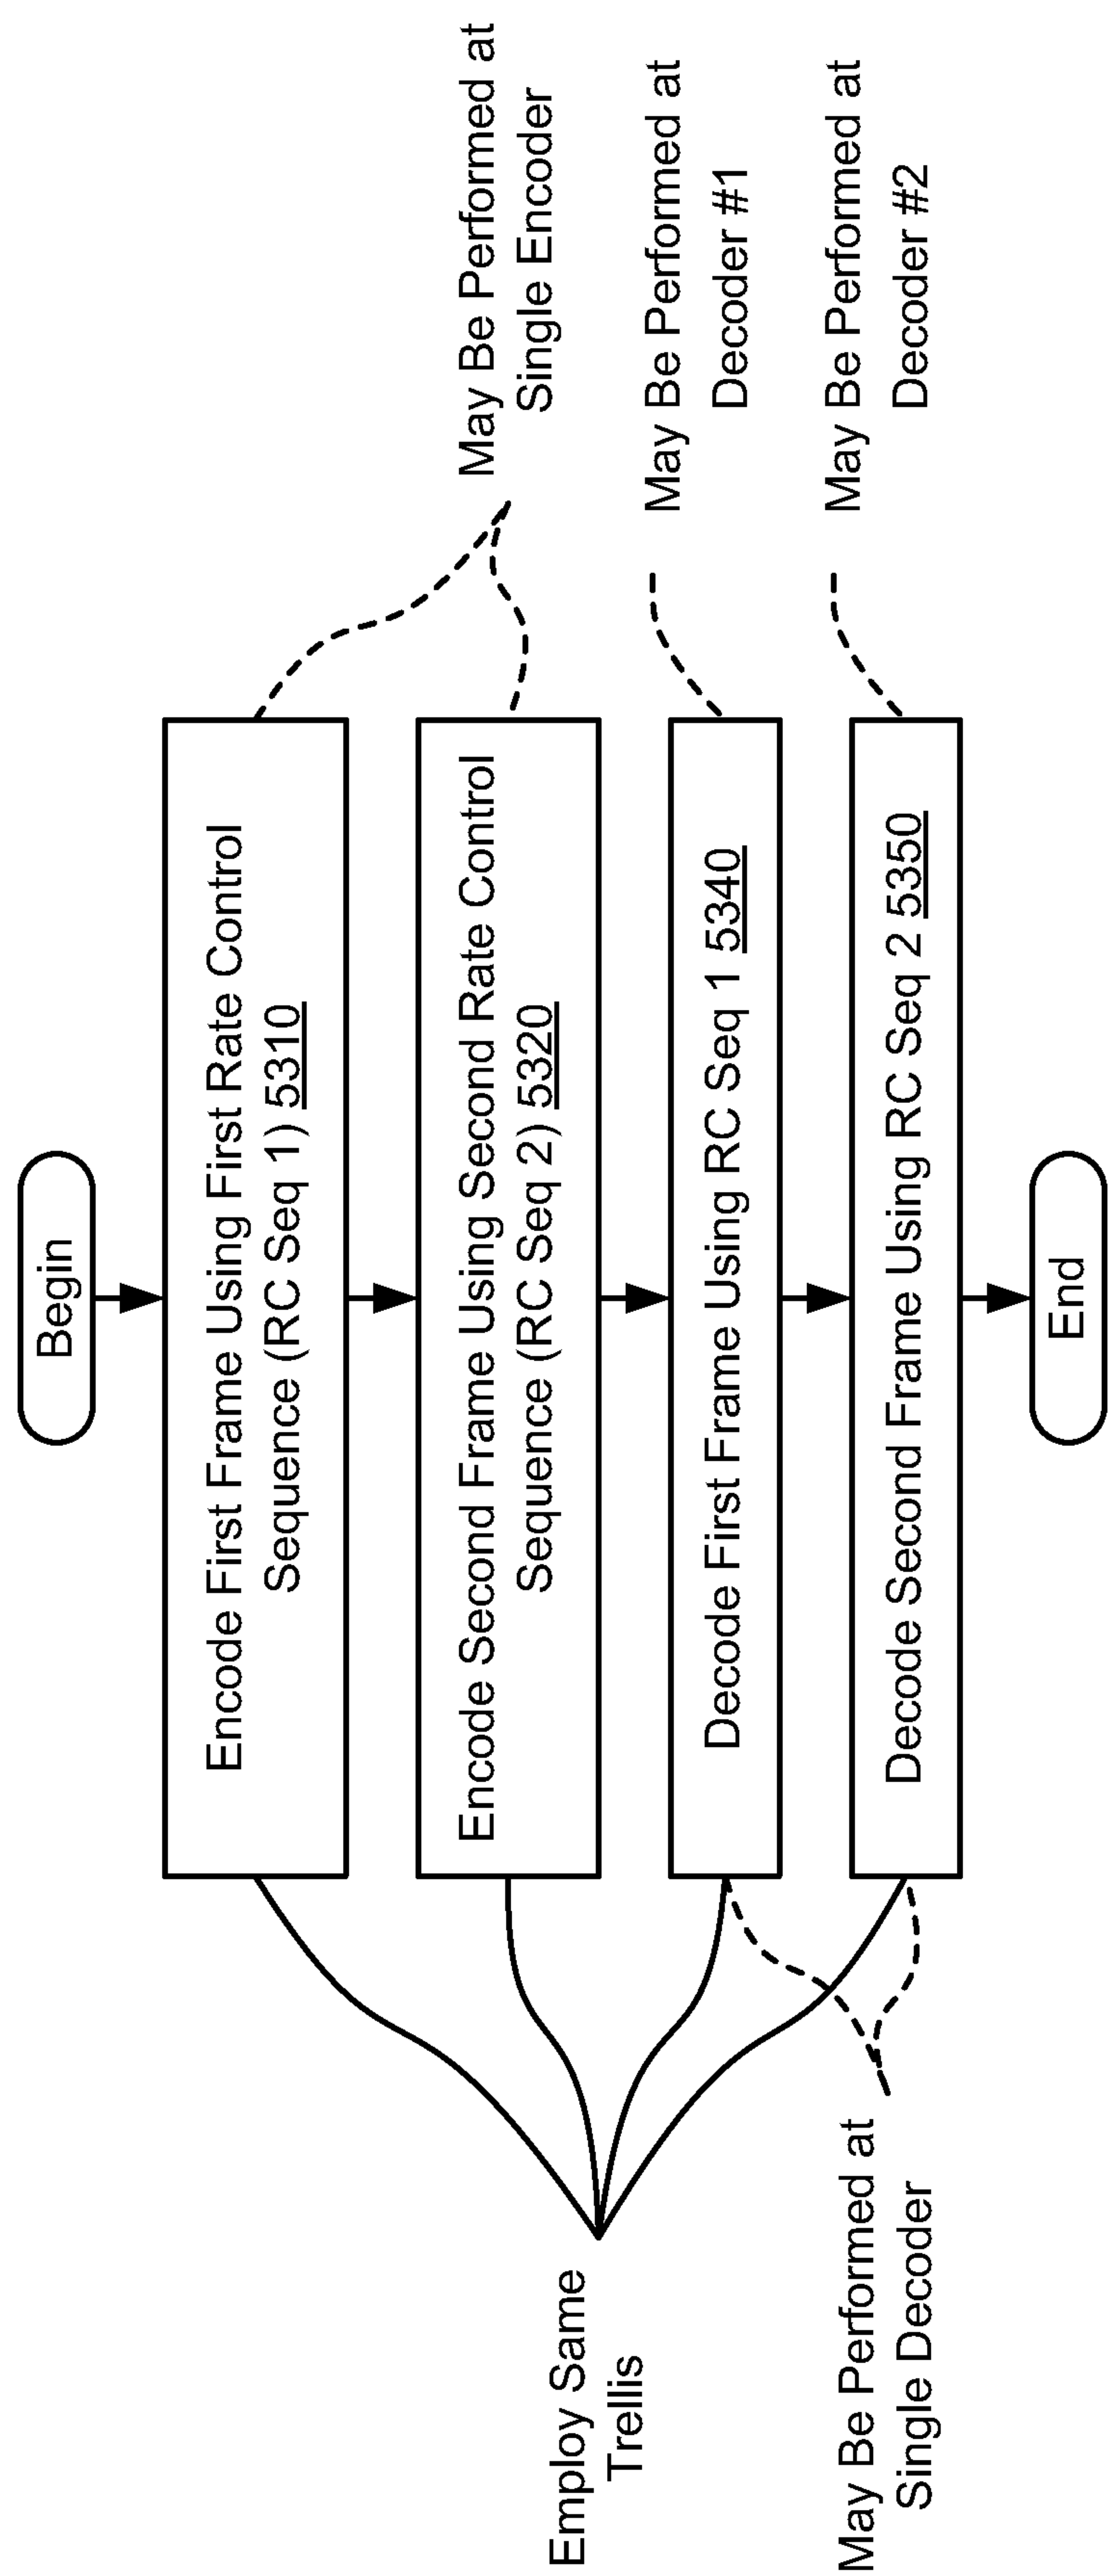 Begin
Encode First Frame Using First Rate Control
Sequence (RC Seq 1) 5310
Encode Second Frame Using Second Rate Control
Sequence (RC Seq 2) 5320
Decode First Frame Using RC Seq 1 5340
Decode Second Frame Using RC Seq 2 5350
End
Employ Same
Trellis
May Be Performed at
Single Decoder
May Be Performed at
Single Encoder
May Be Performed at
Decoder #1
May Be Performed at
Decoder #2